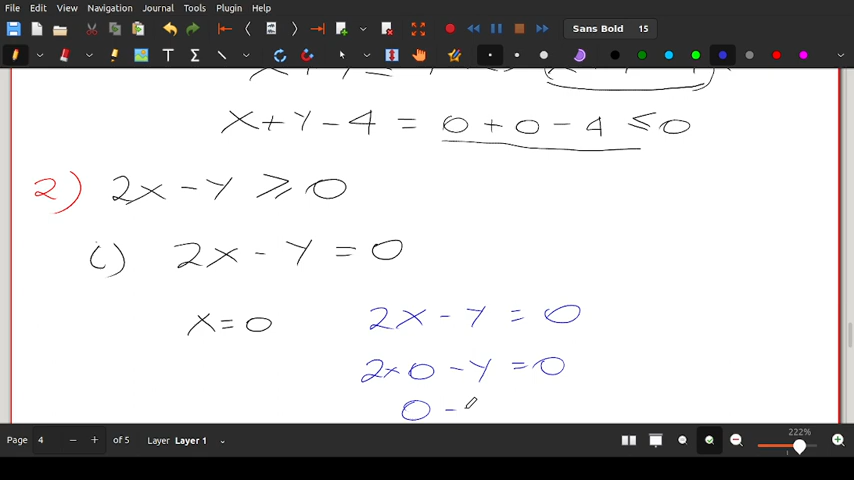 File Edit View Navigation Journal Tools Plugin Help
Sans Bold 15
x + y - 4 = 0 + 0 - 4 ≤ 0
2) 2x - y ≥ 0
i) 2x - y = 0
x = 0 2x - y = 0
2×0 - y = 0
0 -
Page 4 of 5 Layer Layer 1 222%